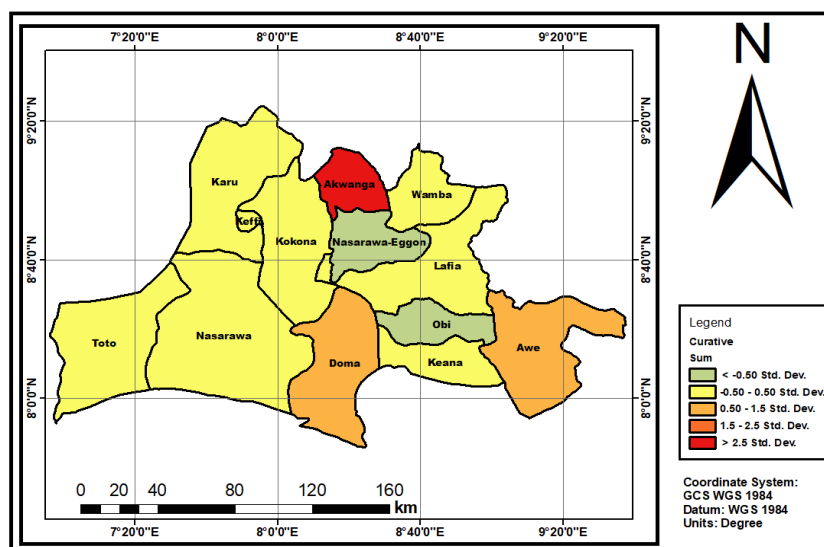 N
7°20'0"E 8°0'0"E 8°40'0"E 9°20'0"E
9°20'0"N 9°20'0"N
Karu
Akwanga
Wamba
Keffi
Kokona
Nasarawa-Eggon
8°40'0"N 8°40'0"N
Lafia
Obi
Toto
Nasarawa
Doma
Keana
Awe
8°0'0"N 8°0'0"N
0 20 40 80 120 160
km
7°20'0"E 8°0'0"E 8°40'0"E 9°20'0"E
Legend
Curative
Sum
< -0.50 Std. Dev.
-0.50 - 0.50 Std. Dev.
0.50 - 1.5 Std. Dev.
1.5 - 2.5 Std. Dev.
> 2.5 Std. Dev.
Coordinate System:
GCS WGS 1984
Datum: WGS 1984
Units: Degree